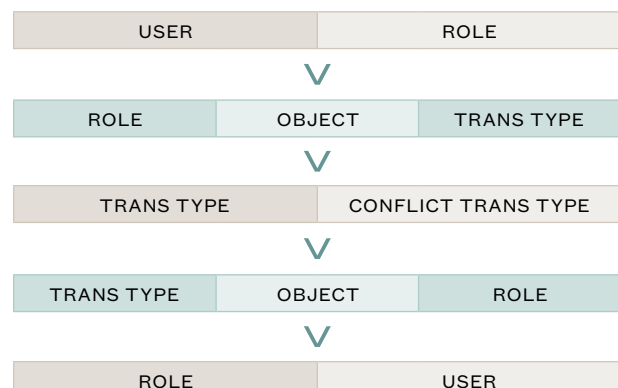 USER ROLE
ROLE OBJECT TRANS TYPE
TRANS TYPE CONFLICT TRANS TYPE
TRANS TYPE OBJECT ROLE
ROLE USER